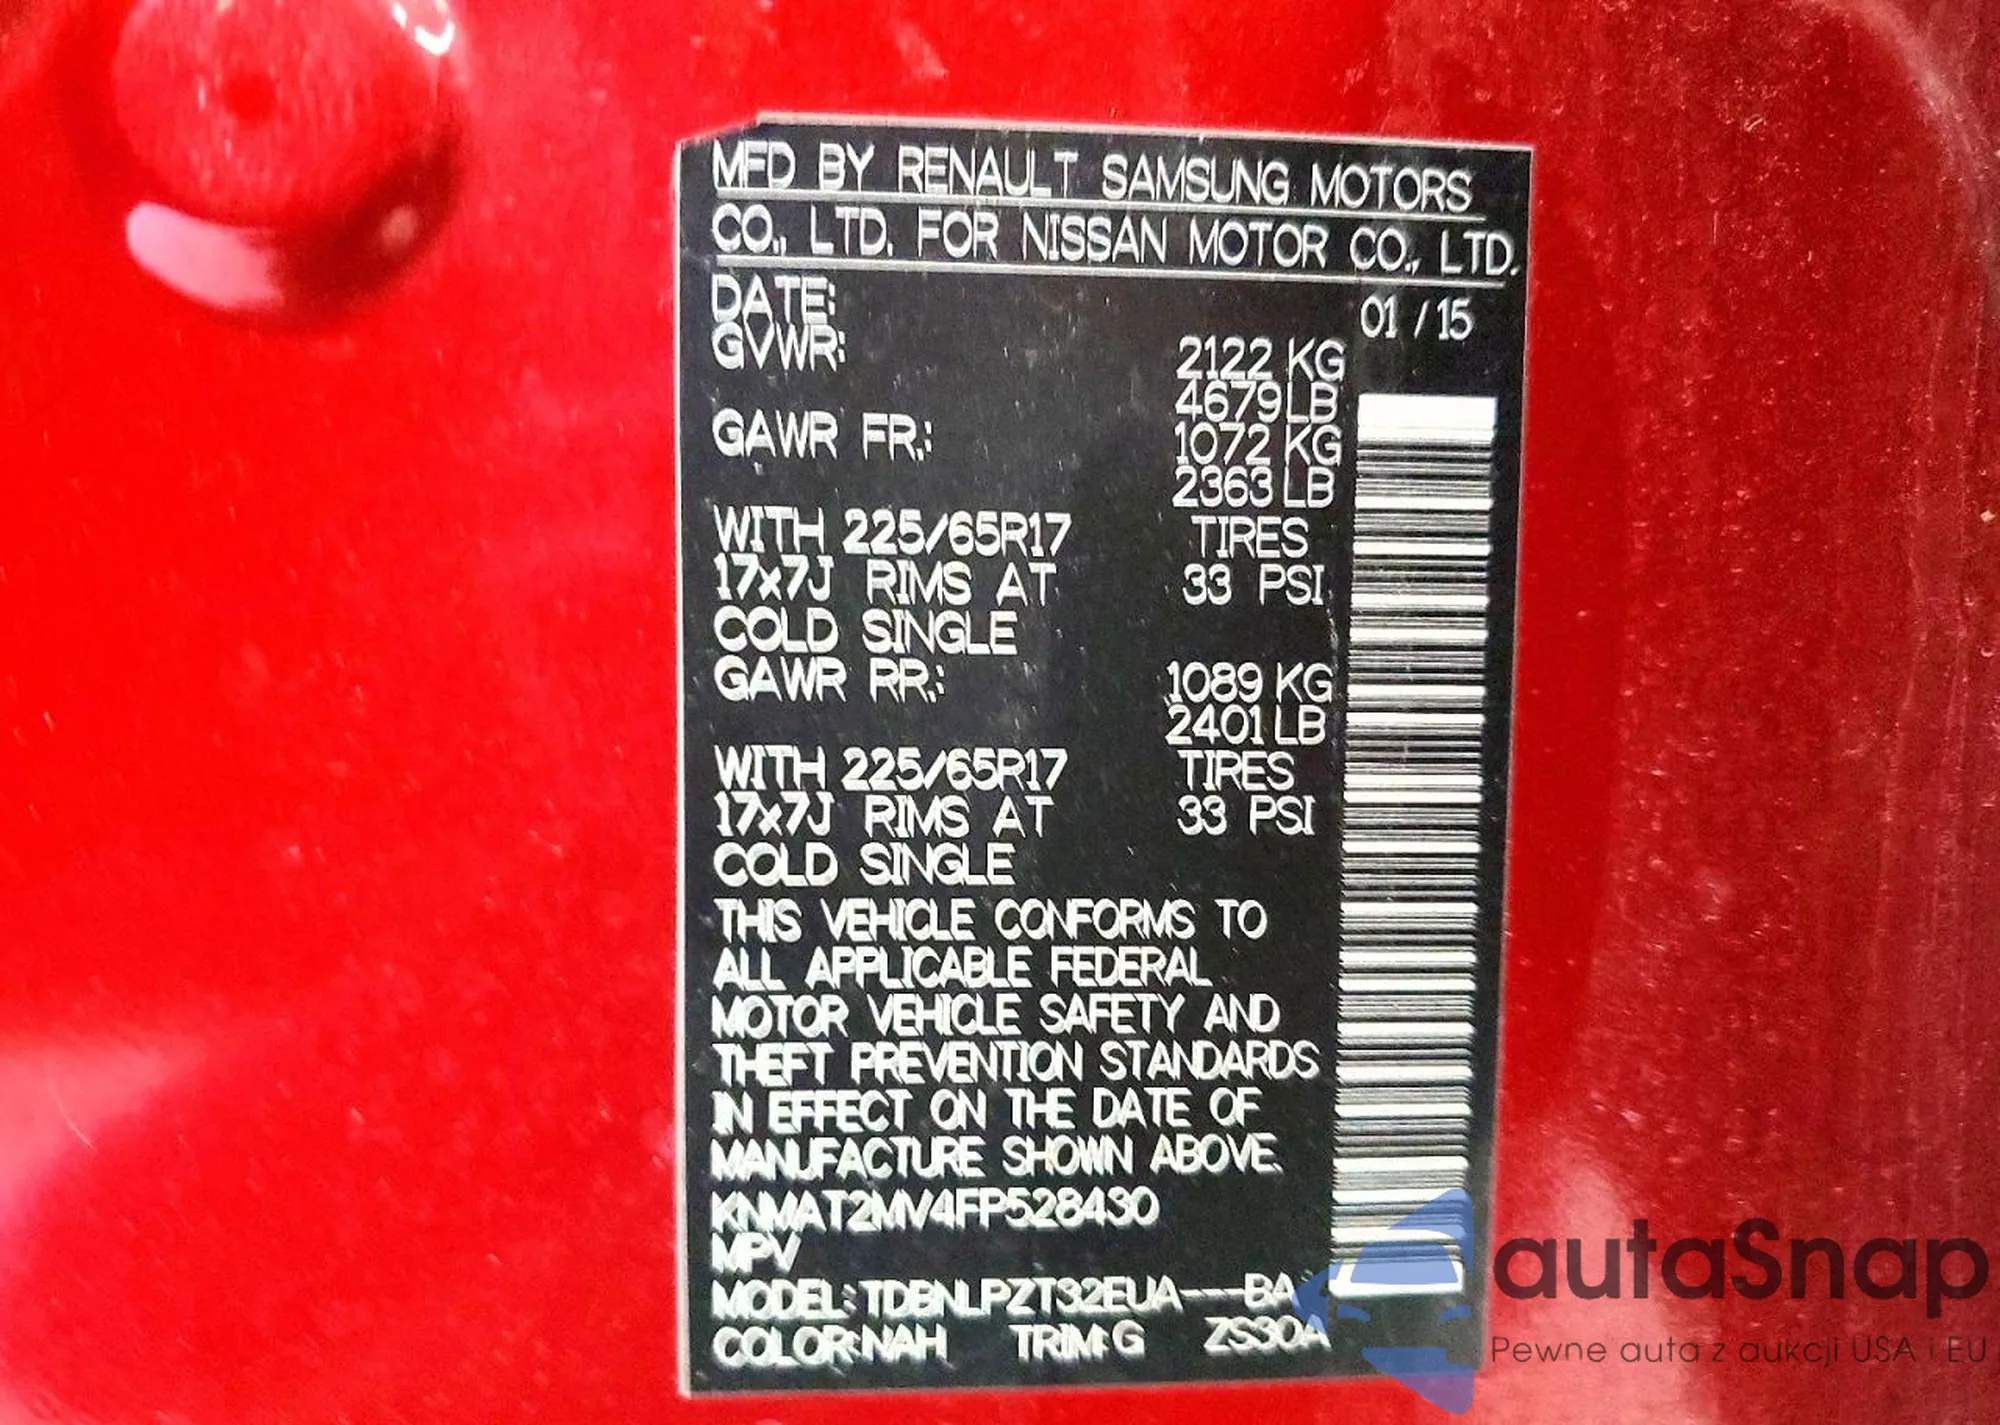 MFD BY RENAULT SAMSUNG MOTORS
CO., LTD. FOR NISSAN MOTOR CO., LTD.
DATE: 01 / 15
GVWR: 2122 KG
4679 LB
GAWR FR.: 1072 KG
2363 LB
WITH 225/65R17 TIRES
17x7J RIMS AT 33 PSI
COLD SINGLE
GAWR RR.: 1089 KG
2401 LB
WITH 225/65R17 TIRES
17x7J RIMS AT 33 PSI
COLD SINGLE
THIS VEHICLE CONFORMS TO
ALL APPLICABLE FEDERAL
MOTOR VEHICLE SAFETY AND
THEFT PREVENTION STANDARDS
IN EFFECT ON THE DATE OF
MANUFACTURE SHOWN ABOVE.
KNMAT2MV4FP528430
MPV
MODEL: TDBNLPZT32EUA---BA
COLOR:NAH TRIM:G ZS30A
autaSnap
Pewne auta z aukcji USA i EU